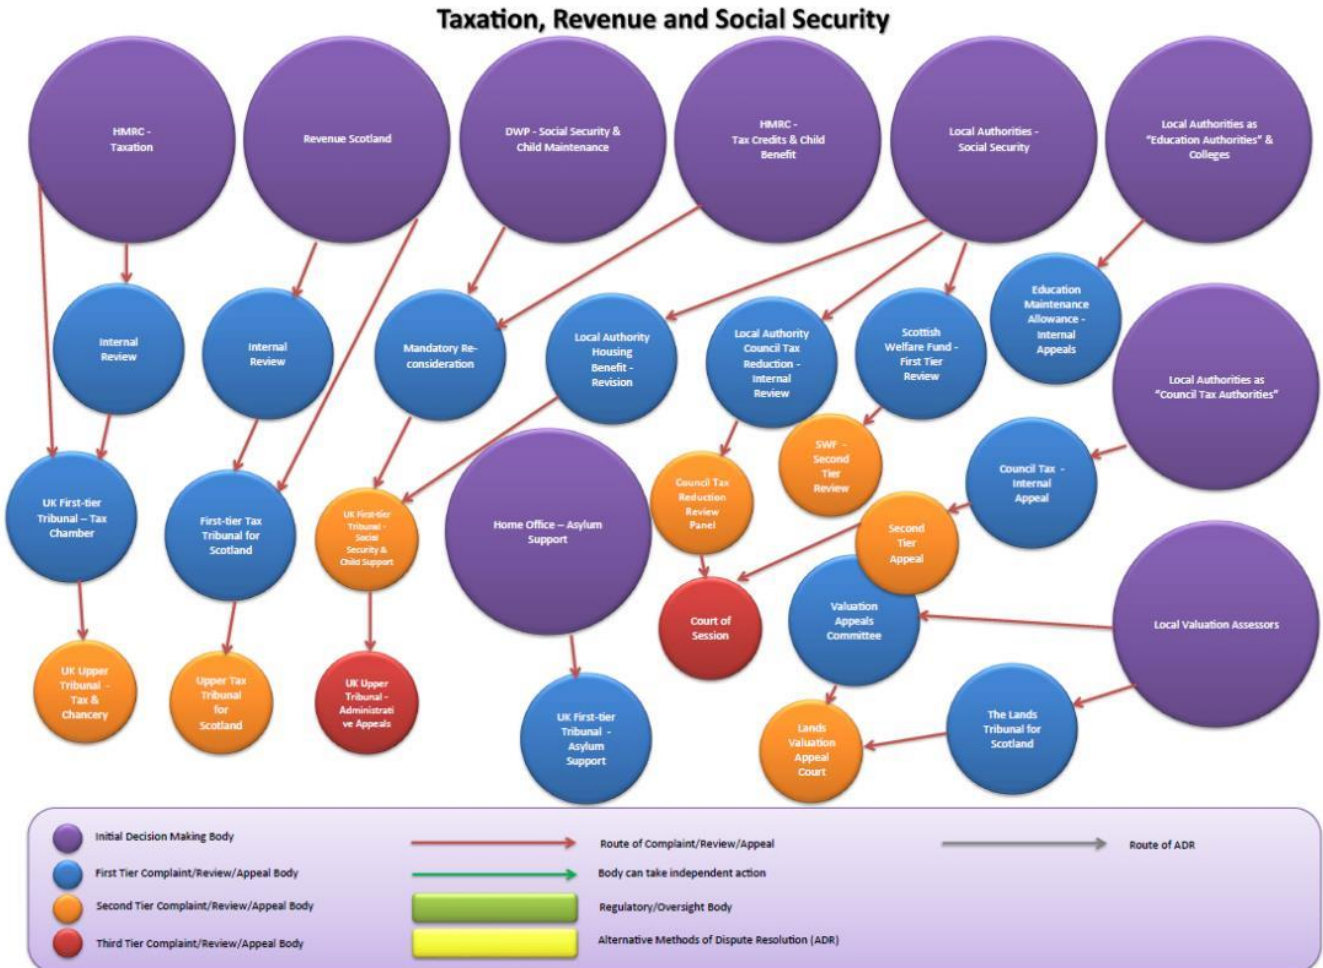 Taxation, Revenue and Social Security
HMRC -
Taxation
Revenue Scotland
DWP - Social Security &
Child Maintenance
HMRC -
Tax Credits & Child
Benefit
Local Authorities -
Social Security
Local Authorities as
"Education Authorities" &
Colleges
Internal
Review
Internal
Review
Mandatory Re-
consideration
Local Authority
Housing
Benefit -
Revision
Local Authority
Council Tax
Reduction -
Internal
Review
Scottish
Welfare Fund -
First Tier
Review
Education
Maintenance
Allowance -
Internal
Appeals
Local Authorities as
"Council Tax Authorities"
UK First-tier
Tribunal – Tax
Chamber
First-tier Tax
Tribunal for
Scotland
UK First-tier
Tribunal -
Social
Security &
Child Support
Home Office – Asylum
Support
Council Tax
Reduction
Review
Panel
SWF -
Second
Tier
Review
Second
Tier
Appeal
Council Tax -
Internal
Appeal
Court of
Session
Valuation
Appeals
Committee
Local Valuation Assessors
UK Upper
Tribunal -
Tax &
Chancery
Upper Tax
Tribunal
for
Scotland
UK Upper
Tribunal -
Administrati
ve Appeals
UK First-tier
Tribunal -
Asylum
Support
Lands
Valuation
Appeal
Court
The Lands
Tribunal for
Scotland
Initial Decision Making Body
First Tier Complaint/Review/Appeal Body
Second Tier Complaint/Review/Appeal Body
Third Tier Complaint/Review/Appeal Body
Route of Complaint/Review/Appeal
Body can take independent action
Regulatory/Oversight Body
Alternative Methods of Dispute Resolution (ADR)
Route of ADR